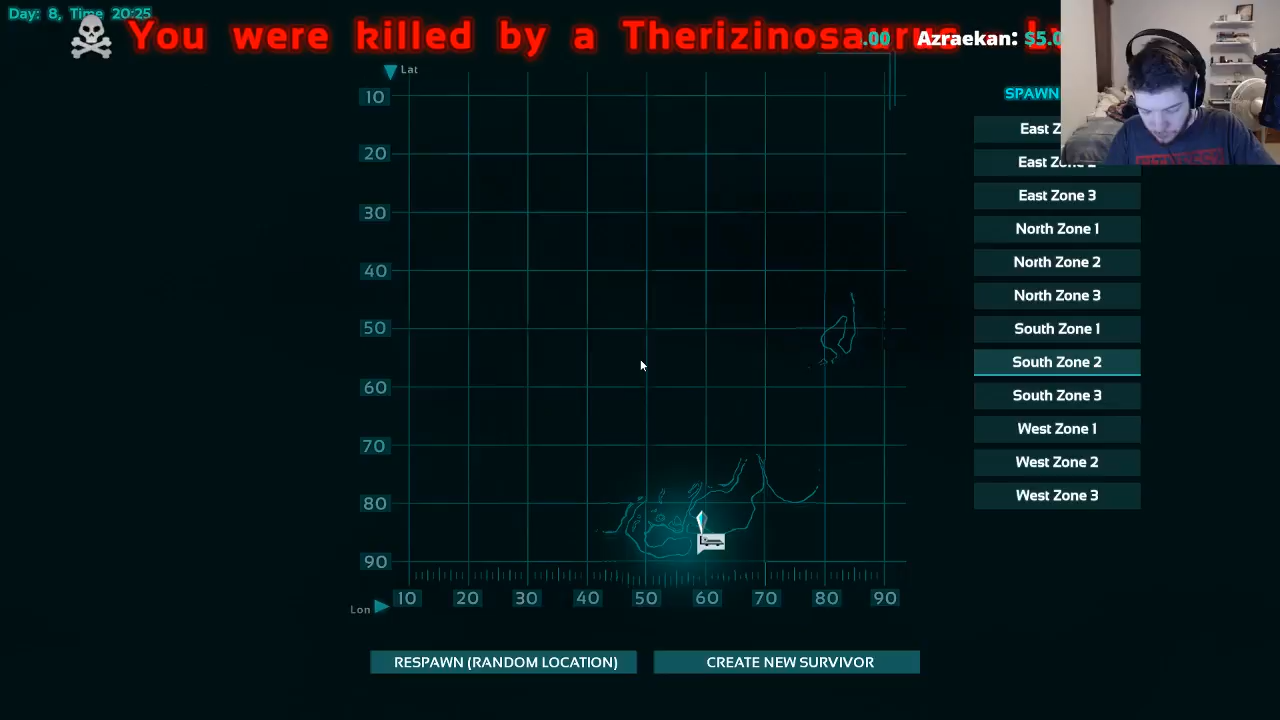 Day: 8, Time 20:25
You were killed by a Therizinosaurus
.00 Azraekan: $5.0
Lat
10
20
30
40
50
60
70
80
90
Lon
10 20 30 40 50 60 70 80 90
SPAWN
East
East
East Zone 3
North Zone 1
North Zone 2
North Zone 3
South Zone 1
South Zone 2
South Zone 3
West Zone 1
West Zone 2
West Zone 3
RESPAWN (RANDOM LOCATION)
CREATE NEW SURVIVOR